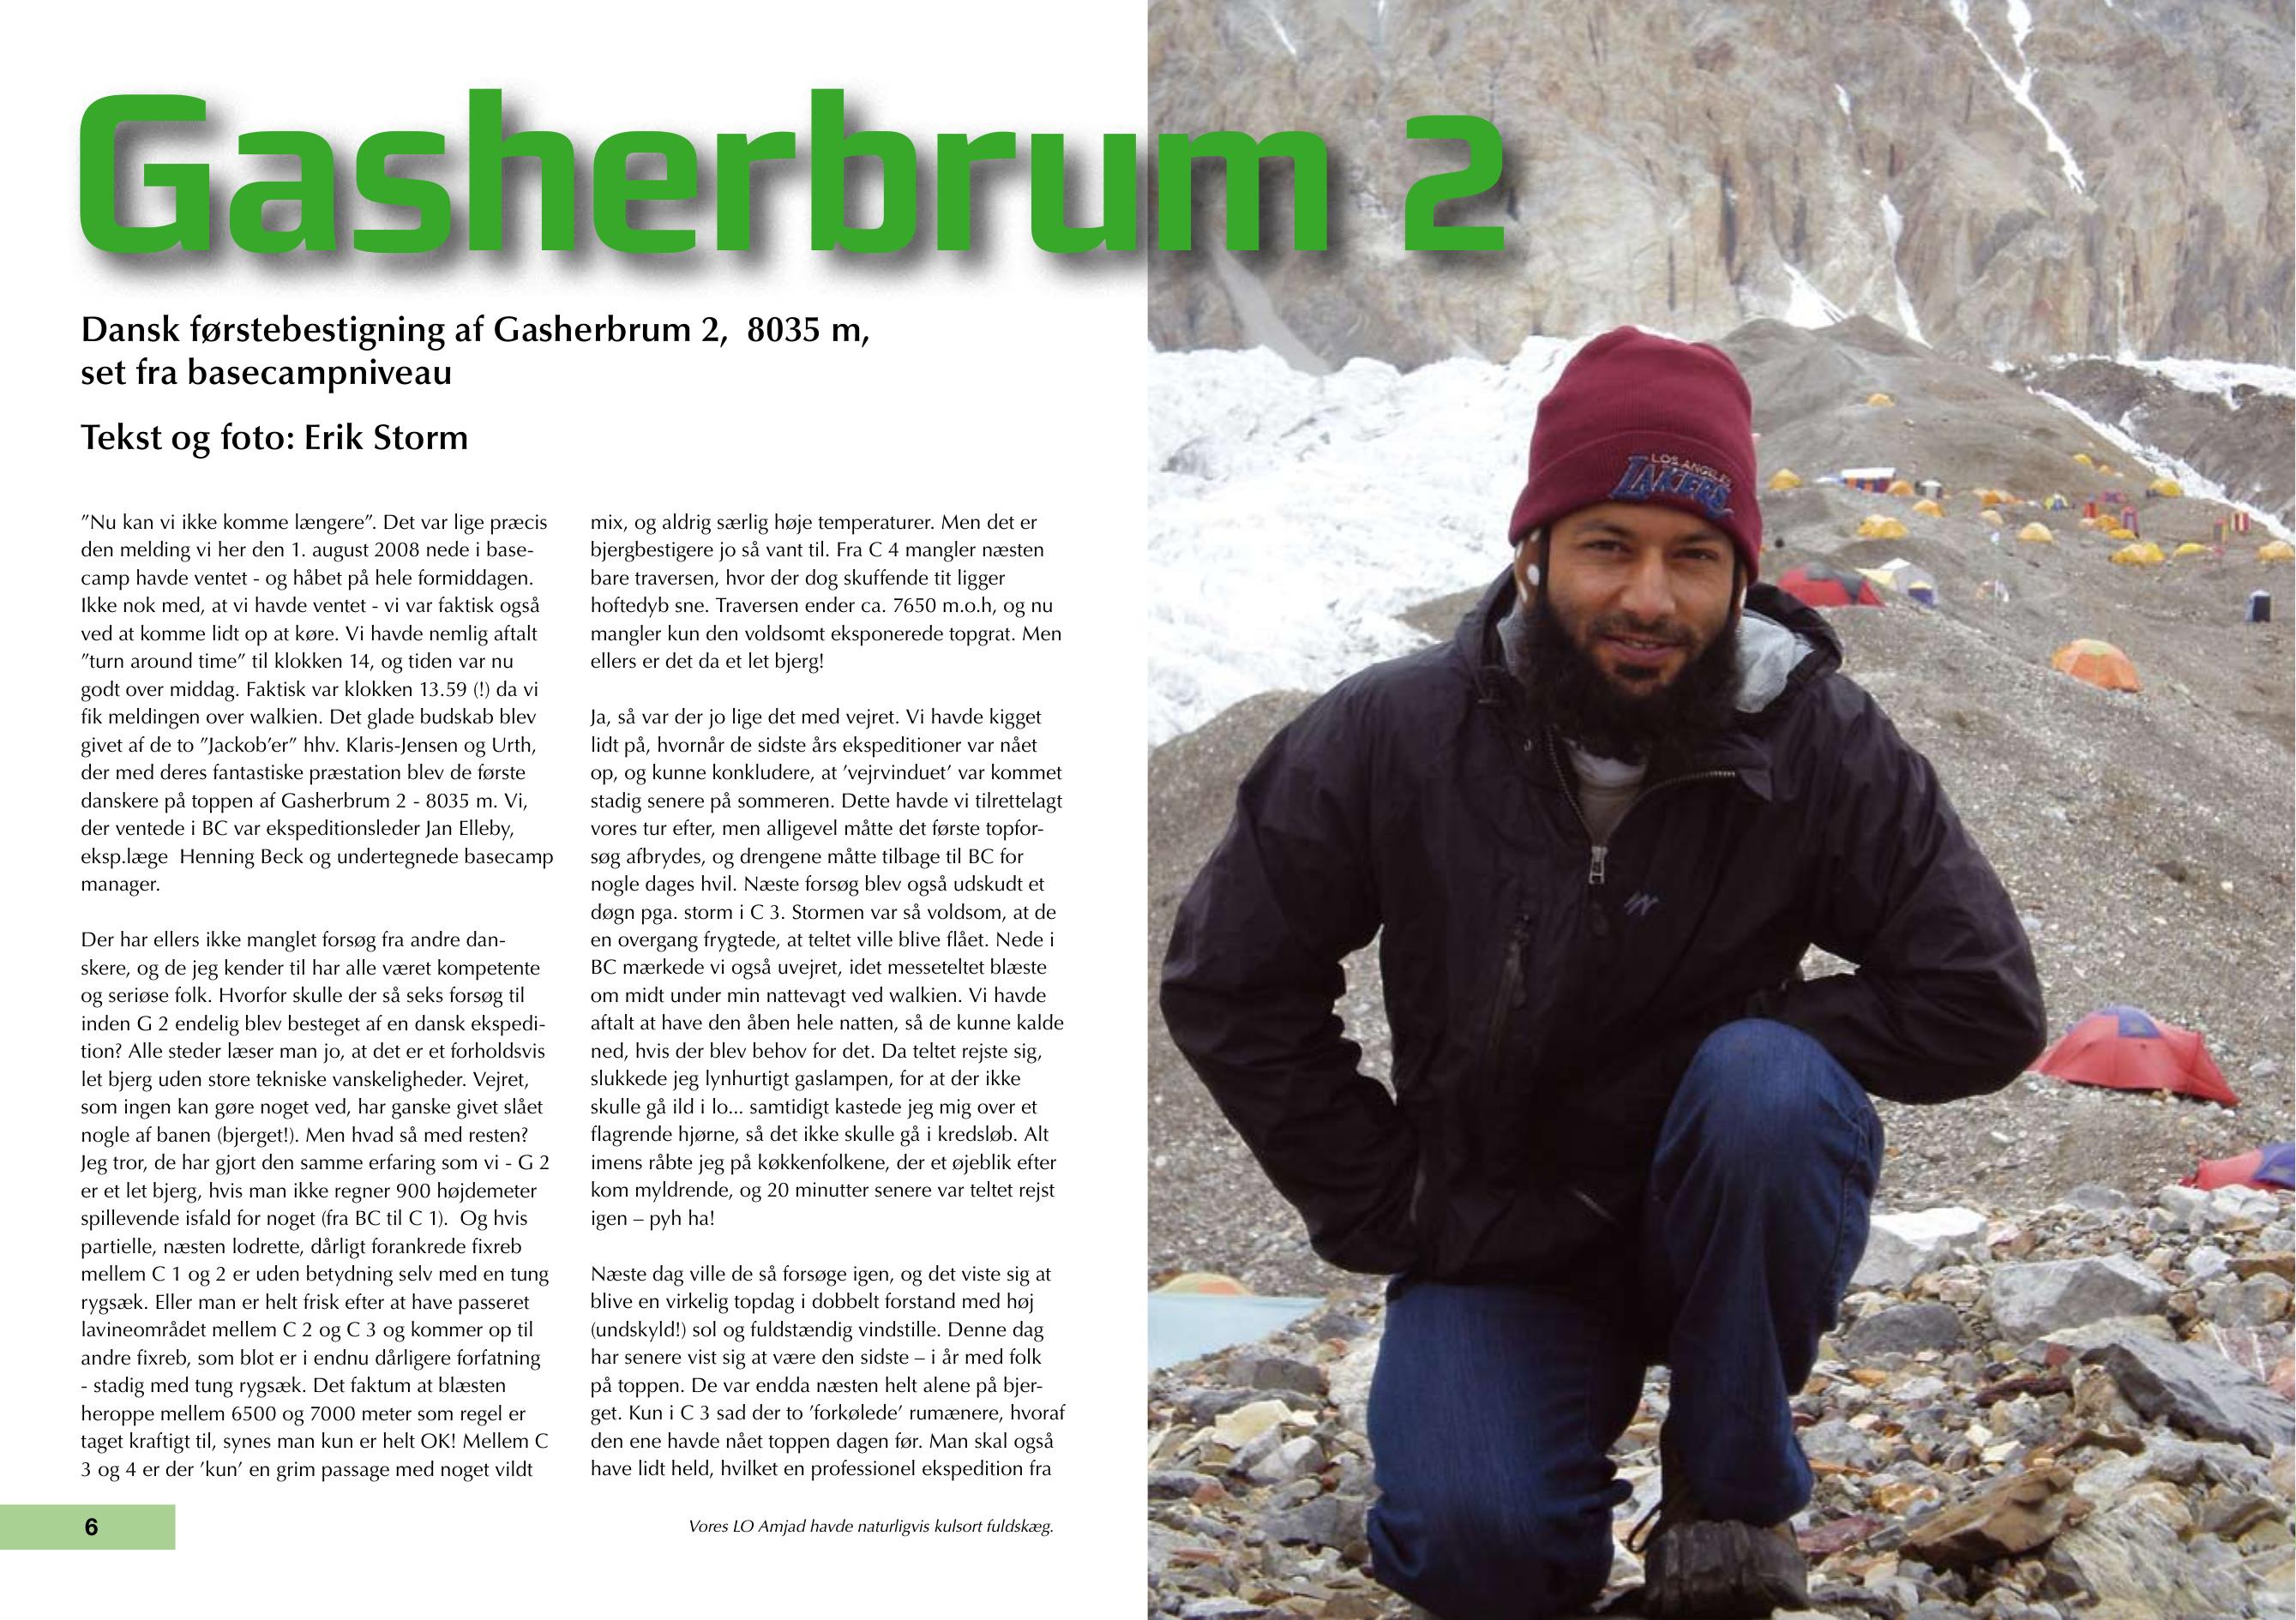 Gasherbrum 2
Dansk førstebestigning af Gasherbrum 2,  8035 m,
set fra basecampniveau
Tekst og foto: Erik Storm
”Nu kan vi ikke komme længere”. Det var lige præcis
den melding vi her den 1. august 2008 nede i base-
camp havde ventet - og håbet på hele formiddagen.
Ikke nok med, at vi havde ventet - vi var faktisk også
ved at komme lidt op at køre. Vi havde nemlig aftalt
”turn around time” til klokken 14, og tiden var nu
godt over middag. Faktisk var klokken 13.59 (!) da vi
fik meldingen over walkien. Det glade budskab blev
givet af de to ”Jackob’er” hhv. Klaris-Jensen og Urth,
der med deres fantastiske præstation blev de første
danskere på toppen af Gasherbrum 2 - 8035 m. Vi,
der ventede i BC var ekspeditionsleder Jan Elleby,
eksp.læge  Henning Beck og undertegnede basecamp
manager.
Der har ellers ikke manglet forsøg fra andre dan-
skere, og de jeg kender til har alle været kompetente
og seriøse folk. Hvorfor skulle der så seks forsøg til
inden G 2 endelig blev besteget af en dansk ekspedi-
tion? Alle steder læser man jo, at det er et forholdsvis
let bjerg uden store tekniske vanskeligheder. Vejret,
som ingen kan gøre noget ved, har ganske givet slået
nogle af banen (bjerget!). Men hvad så med resten?
Jeg tror, de har gjort den samme erfaring som vi - G 2
er et let bjerg, hvis man ikke regner 900 højdemeter
spillevende isfald for noget (fra BC til C 1).  Og hvis
partielle, næsten lodrette, dårligt forankrede fixreb
mellem C 1 og 2 er uden betydning selv med en tung
rygsæk. Eller man er helt frisk efter at have passeret
lavineområdet mellem C 2 og C 3 og kommer op til
andre fixreb, som blot er i endnu dårligere forfatning
- stadig med tung rygsæk. Det faktum at blæsten
heroppe mellem 6500 og 7000 meter som regel er
taget kraftigt til, synes man kun er helt OK! Mellem C
3 og 4 er der ’kun’ en grim passage med noget vildt
mix, og aldrig særlig høje temperaturer. Men det er
bjergbestigere jo så vant til. Fra C 4 mangler næsten
bare traversen, hvor der dog skuffende tit ligger
hoftedyb sne. Traversen ender ca. 7650 m.o.h, og nu
mangler kun den voldsomt eksponerede topgrat. Men
ellers er det da et let bjerg!
Ja, så var der jo lige det med vejret. Vi havde kigget
lidt på, hvornår de sidste års ekspeditioner var nået
op, og kunne konkludere, at ’vejrvinduet’ var kommet
stadig senere på sommeren. Dette havde vi tilrettelagt
vores tur efter, men alligevel måtte det første topfor-
søg afbrydes, og drengene måtte tilbage til BC for
nogle dages hvil. Næste forsøg blev også udskudt et
døgn pga. storm i C 3. Stormen var så voldsom, at de
en overgang frygtede, at teltet ville blive flået. Nede i
BC mærkede vi også uvejret, idet messeteltet blæste
om midt under min nattevagt ved walkien. Vi havde
aftalt at have den åben hele natten, så de kunne kalde
ned, hvis der blev behov for det. Da teltet rejste sig,
slukkede jeg lynhurtigt gaslampen, for at der ikke
skulle gå ild i lo... samtidigt kastede jeg mig over et
flagrende hjørne, så det ikke skulle gå i kredsløb. Alt
imens råbte jeg på køkkenfolkene, der et øjeblik efter
kom myldrende, og 20 minutter senere var teltet rejst
igen – pyh ha!
Næste dag ville de så forsøge igen, og det viste sig at
blive en virkelig topdag i dobbelt forstand med høj
(undskyld!) sol og fuldstændig vindstille. Denne dag
har senere vist sig at være den sidste – i år med folk
på toppen. De var endda næsten helt alene på bjer-
get. Kun i C 3 sad der to ’forkølede’ rumænere, hvoraf
den ene havde nået toppen dagen før. Man skal også
have lidt held, hvilket en professionel ekspedition fra
6
Vores LO Amjad havde naturligvis kulsort fuldskæg.
LOS ANGELES
LAKERS